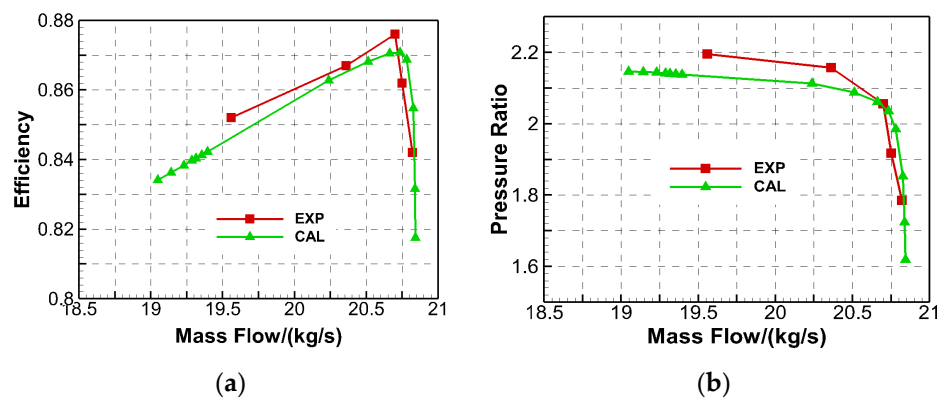 0.88
0.86
0.84
0.82
0.8
Efficiency
EXP
CAL
18.5 19 19.5 20 20.5 21
Mass Flow/(kg/s)
(a)
2.2
2
1.8
1.6
Pressure Ratio
EXP
CAL
18.5 19 19.5 20 20.5 21
Mass Flow/(kg/s)
(b)